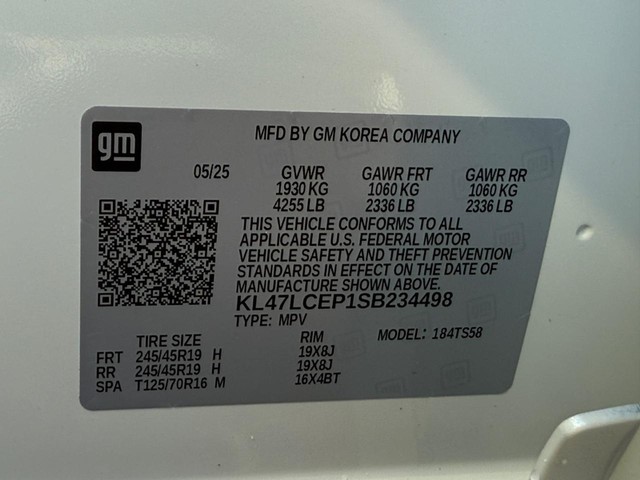 gm
MFD BY GM KOREA COMPANY
05/25 GVWR GAWR FRT GAWR RR
1930 KG 1060 KG 1060 KG
4255 LB 2336 LB 2336 LB
THIS VEHICLE CONFORMS TO ALL
APPLICABLE U.S. FEDERAL MOTOR
VEHICLE SAFETY AND THEFT PREVENTION
STANDARDS IN EFFECT ON THE DATE OF
MANUFACTURE SHOWN ABOVE.
KL47LCEP1SB234498
TYPE: MPV MODEL: 184TS58
TIRE SIZE RIM
FRT 245/45R19 H 19X8J
RR 245/45R19 H 19X8J
SPA T125/70R16 M 16X4BT